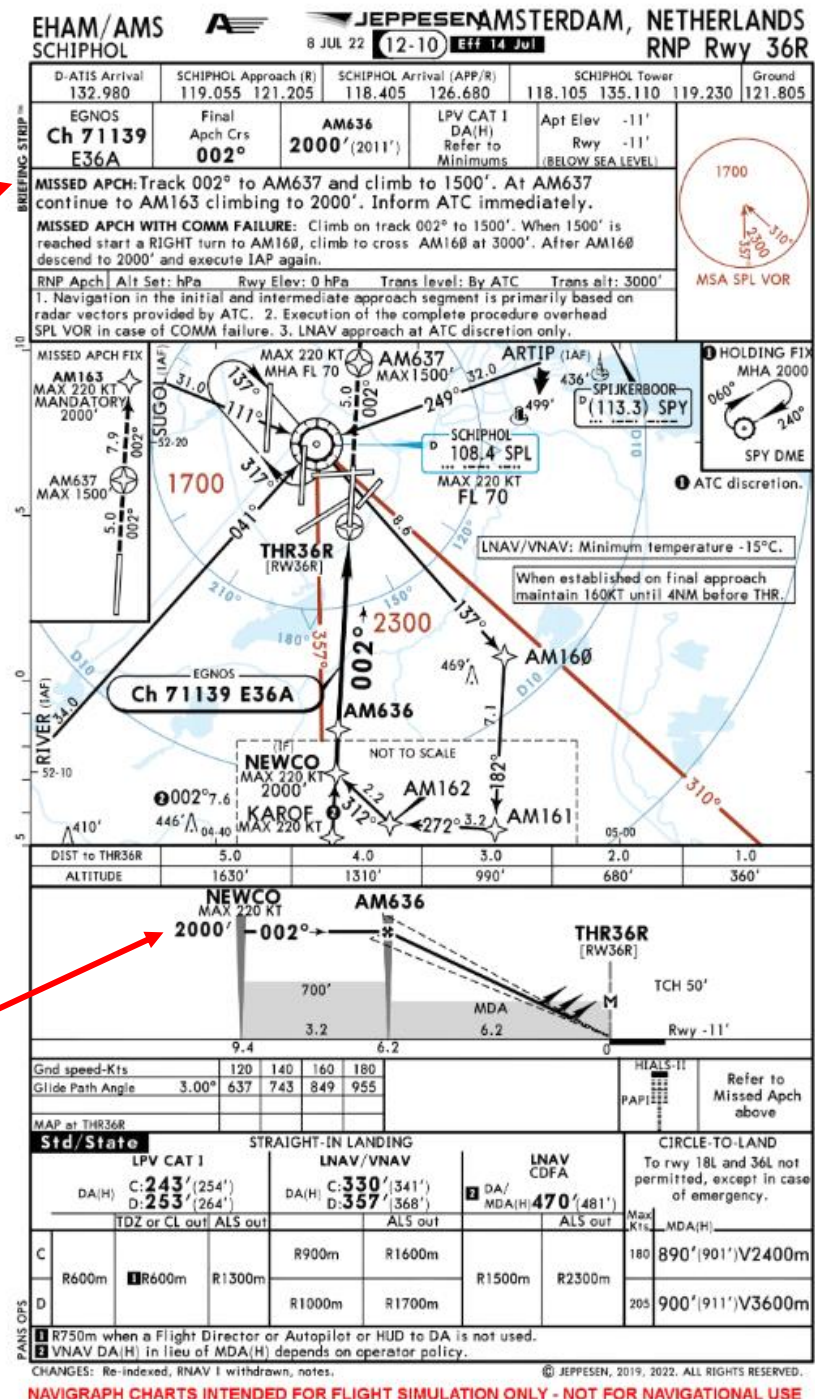 EHAM/AMS
SCHIPHOL
JEPPESEN
8 JUL 22
12-10
Eff 14 Jul
AMSTERDAM, NETHERLANDS
RNP Rwy 36R
D-ATIS Arrival
132.980
SCHIPHOL Approach (R)
119.055 121.205
SCHIPHOL Arrival (APP/R)
118.405 126.680
SCHIPHOL Tower
118.105 135.110 119.230
Ground
121.805
BRIEFING STRIP™
EGNOS
Ch 71139
E36A
Final
Apch Crs
002°
AM636
2000'(2011')
LPV CAT I
DA(H)
Refer to
Minimums
Apt Elev -11'
Rwy -11'
(BELOW SEA LEVEL)
MISSED APCH: Track 002° to AM637 and climb to 1500'. At AM637
continue to AM163 climbing to 2000'. Inform ATC immediately.
MISSED APCH WITH COMM FAILURE: Climb on track 002° to 1500'. When 1500' is
reached start a RIGHT turn to AM160, climb to cross AM160 at 3000'. After AM160
descend to 2000' and execute IAP again.
RNP Apch Alt Set: hPa Rwy Elev: 0 hPa Trans level: By ATC Trans alt: 3000'
1. Navigation in the initial and intermediate approach segment is primarily based on
radar vectors provided by ATC. 2. Execution of the complete procedure overhead
SPL VOR in case of COMM failure. 3. LNAV approach at ATC discretion only.
1700
2300
310°
357°
MSA SPL VOR
10
5
0
5
MISSED APCH FIX
AM163
MAX 220 KT
MANDATORY
2000'
7.9
002°
AM637
MAX 1500'
5.0
002°
SUGOL (IAF)
31.0
111°
137°
317°
MAX 220 KT
MHA FL 70
AM637
MAX 1500'
5.0
002°
ARTIP (IAF)
32.0
249°
436'
499'
SPIJKERBOOR
D (113.3) SPY
D10
SCHIPHOL
D 108.4 SPL
MAX 220 KT
FL 70
HOLDING FIX
MHA 2000
060°
240°
SPY DME
1 ATC discretion.
52-20
1700
041°
THR36R
[RW36R]
8.6
120°
LNAV/VNAV: Minimum temperature -15°C.
When established on final approach
maintain 160KT until 4NM before THR.
210°
180°
150°
357°
2300
137°
002°
469'
AM160
D10
D10
EGNOS
Ch 71139 E36A
AM636
7.1
182°
RIVER (IAF)
34.0
(IF)
NEWCO
MAX 220 KT
2000'
NOT TO SCALE
52-10
2 002° 7.6
446'
410'
04-40
KAROF 2
MAX 220 KT
2.2
312°
AM162
272°
3.2
AM161
05-00
310°
DIST to THR36R 5.0 4.0 3.0 2.0 1.0
ALTITUDE 1630' 1310' 990' 680' 360'
NEWCO
MAX 220 KT
2000'
002°
AM636
THR36R
[RW36R]
TCH 50'
700'
MDA
M
3.2
6.2
Rwy -11'
9.4
6.2
0
Gnd speed-Kts 120 140 160 180
Glide Path Angle 3.00° 637 743 849 955
MAP at THR36R
HIALS-II
PAPI
Refer to
Missed Apch
above
Std/State
STRAIGHT-IN LANDING
CIRCLE-TO-LAND
LPV CAT I
DA(H) C:243'(254')
D:253'(264')
LNAV/VNAV
DA(H) C:330'(341')
D:357'(368')
LNAV
CDFA
2 DA/
MDA(H) 470'(481')
To rwy 18L and 36L not
permitted, except in case
of emergency.
TDZ or CL out
ALS out
ALS out
ALS out
Max
Kts
MDA(H)
C
R600m
1 R600m
R1300m
R900m
R1600m
R1500m
R2300m
180
890'(901')V2400m
D
R1000m
R1700m
205
900'(911')V3600m
PANS OPS
1 R750m when a Flight Director or Autopilot or HUD to DA is not used.
2 VNAV DA(H) in lieu of MDA(H) depends on operator policy.
CHANGES: Re-indexed, RNAV 1 withdrawn, notes.
© JEPPESEN, 2019, 2022. ALL RIGHTS RESERVED.
NAVIGRAPH CHARTS INTENDED FOR FLIGHT SIMULATION ONLY - NOT FOR NAVIGATIONAL USE